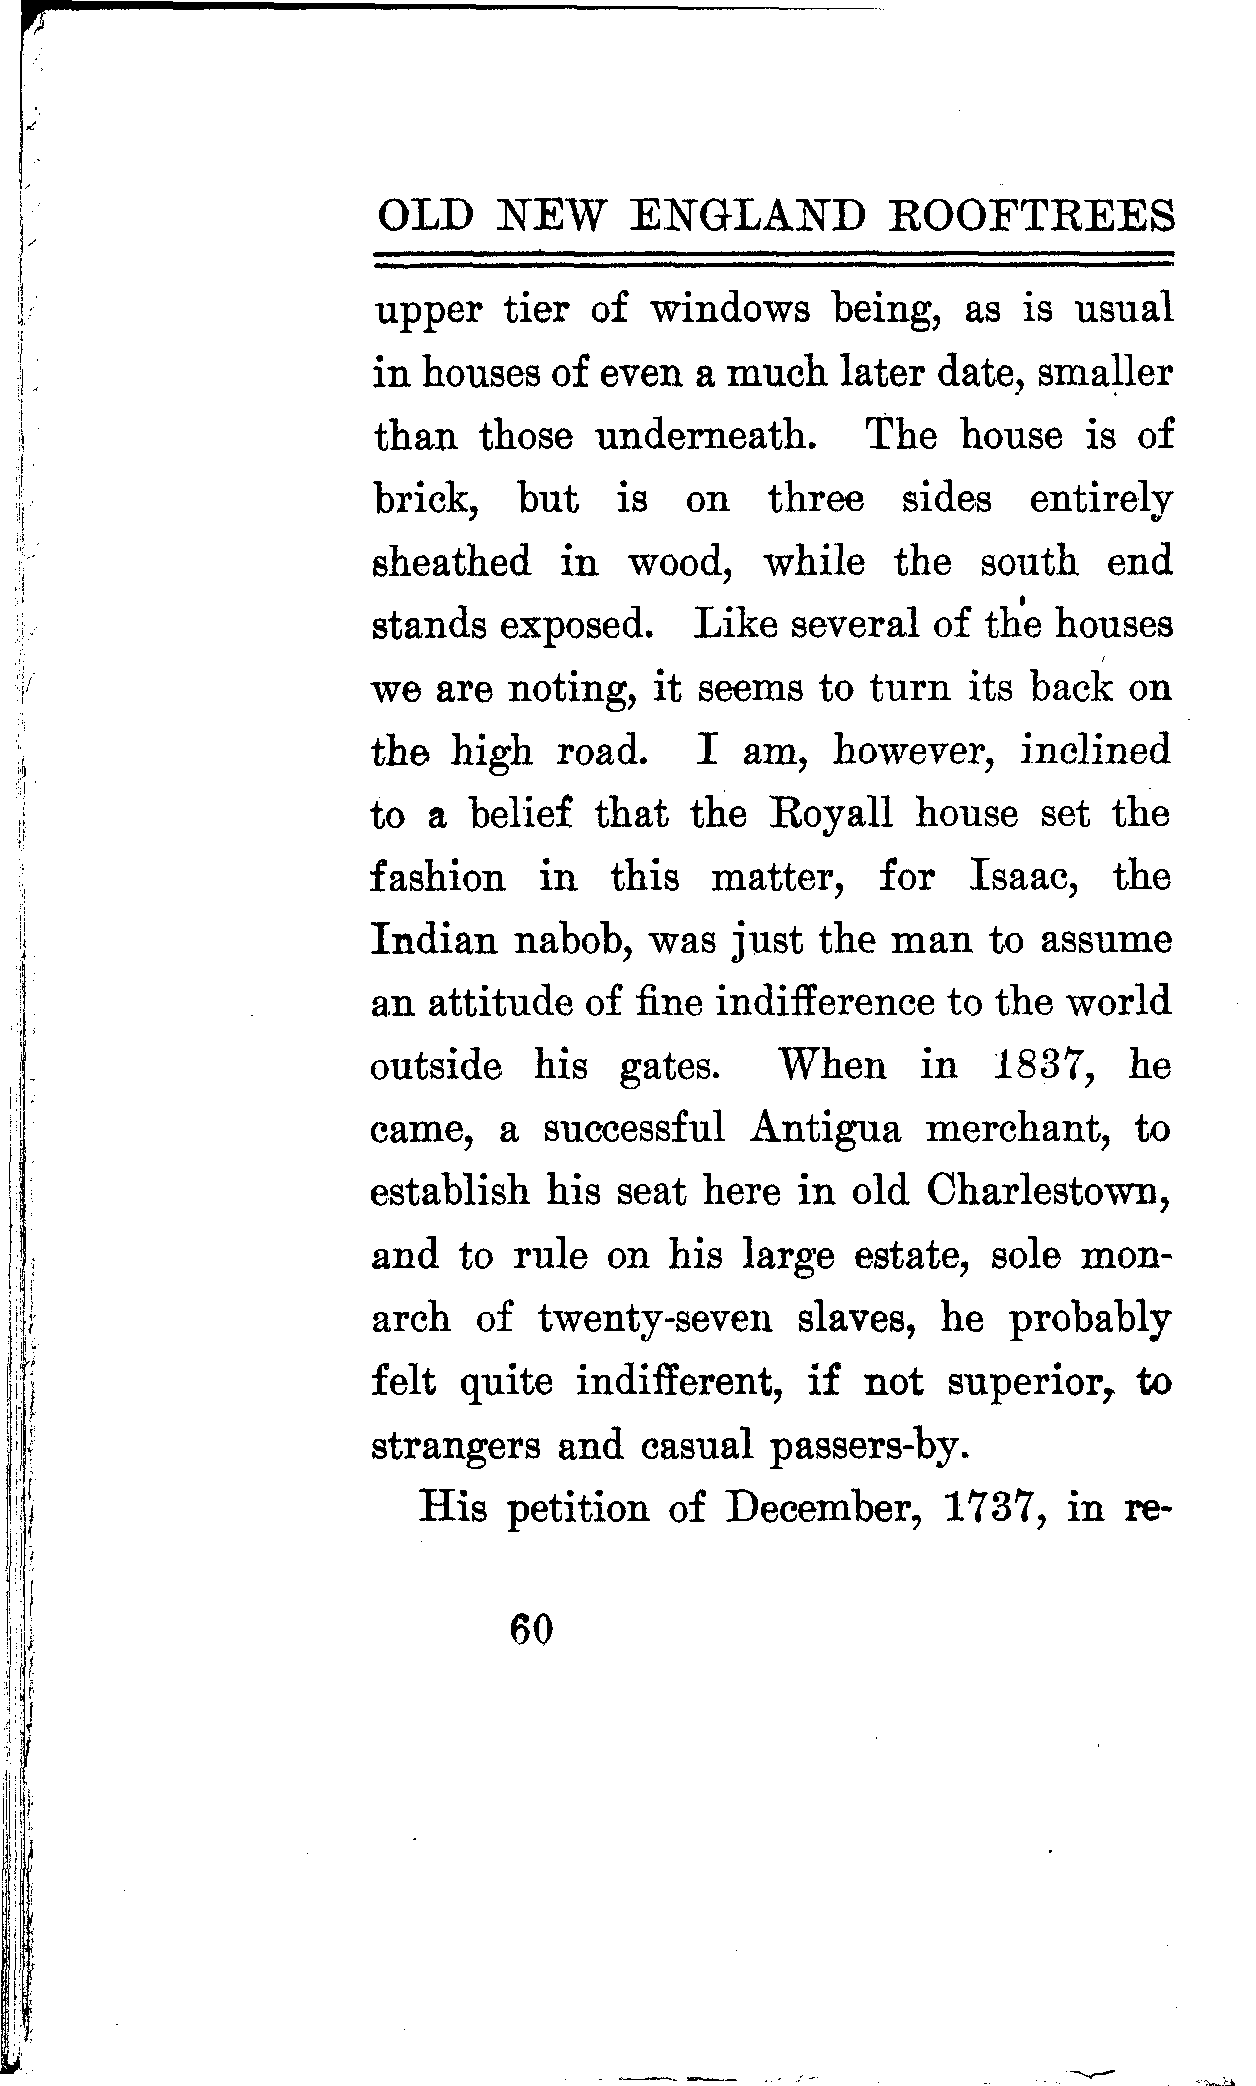 OLD NEW ENGLAND ROOFTREES
upper tier of windows being, as is usual
in houses of even a much later date, smaller
than those underneath. The house is of
brick, but is on three sides entirely
sheathed in wood, while the south end
stands exposed. Like several of the houses
we are noting, it seems to turn its back on
the high road. I am, however, inclined
to a belief that the Royall house set the
fashion in this matter, for Isaac, the
Indian nabob, was just the man to assume
an attitude of fine indifference to the world
outside his gates. When in 1837, he
came, a successful Antigua merchant, to
establish his seat here in old Charlestown,
and to rule on his large estate, sole mon-
arch of twenty-seven slaves, he probably
felt quite indifferent, if not superior, to
strangers and casual passers-by.
His petition of December, 1737, in re-
60